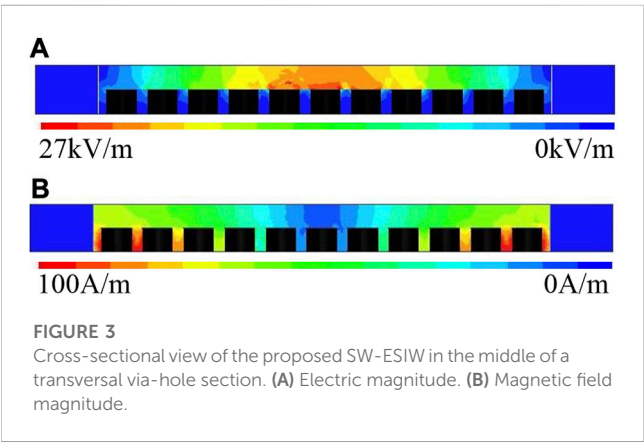 A
27kV/m 0kV/m
B
100A/m 0A/m
FIGURE 3
Cross-sectional view of the proposed SW-ESIW in the middle of a
transversal via-hole section. (A) Electric magnitude. (B) Magnetic field
magnitude.